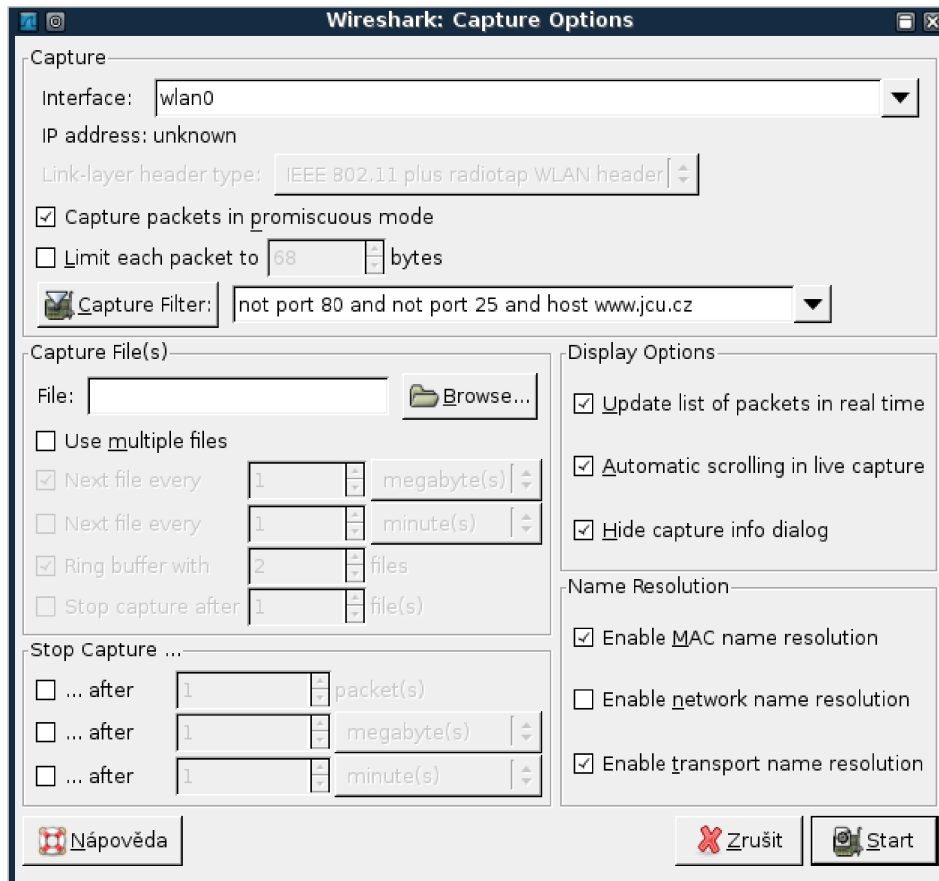 Wireshark: Capture Options
Capture
Interface: wlan0
IP address: unknown
Link-layer header type: IEEE 802.11 plus radiotap WLAN header
Capture packets in promiscuous mode
Limit each packet to 68 bytes
Capture Filter: not port 80 and not port 25 and host www.jcu.cz
Capture File(s)
File: Browse...
Use multiple files
Next file every 1 megabyte(s)
Next file every 1 minute(s)
Ring buffer with 2 files
Stop capture after 1 file(s)
Stop Capture ...
... after 1 packet(s)
... after 1 megabyte(s)
... after 1 minute(s)
Display Options
Update list of packets in real time
Automatic scrolling in live capture
Hide capture info dialog
Name Resolution
Enable MAC name resolution
Enable network name resolution
Enable transport name resolution
Nápověda
Zrušit
Start